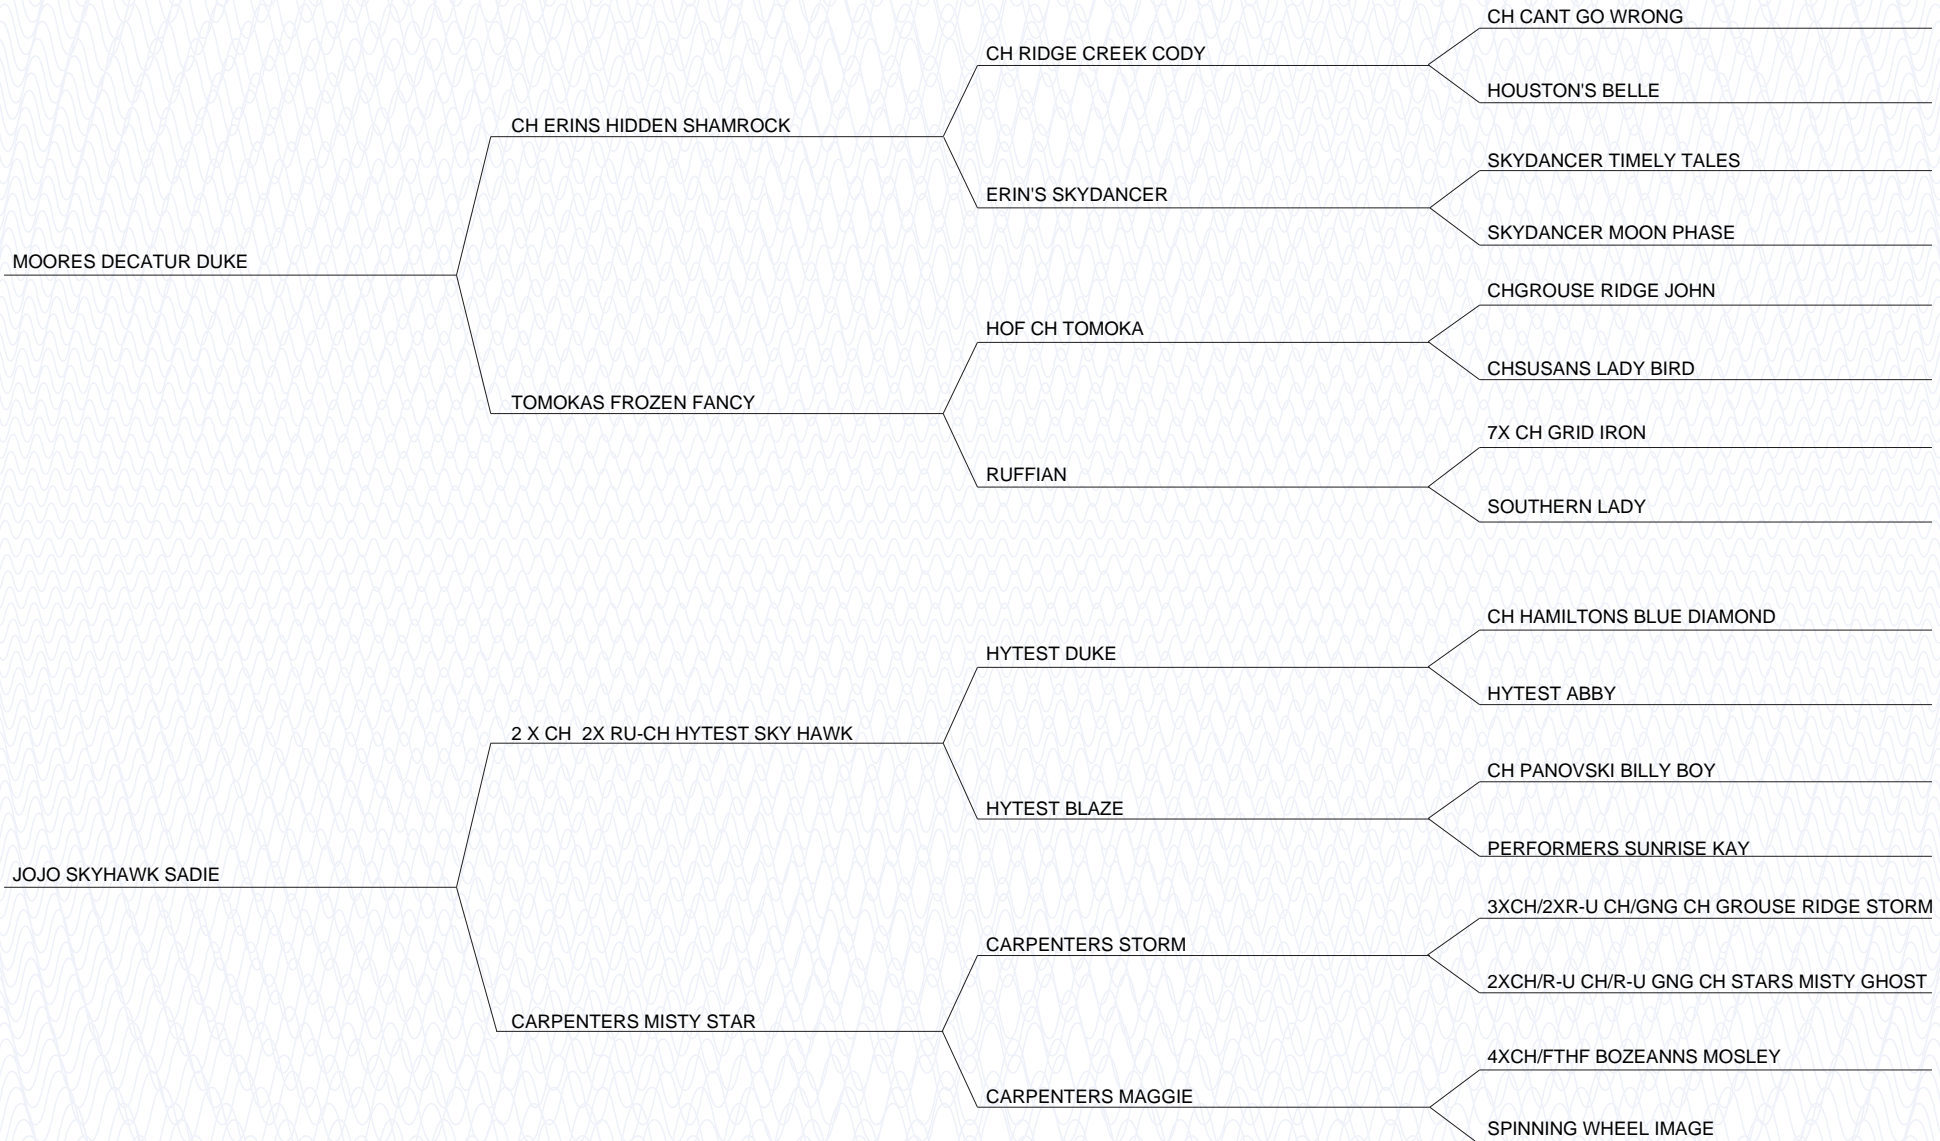 CH CANT GO WRONG
CH RIDGE CREEK CODY
HOUSTON'S BELLE
CH ERINS HIDDEN SHAMROCK
SKYDANCER TIMELY TALES
ERIN'S SKYDANCER
SKYDANCER MOON PHASE
MOORES DECATUR DUKE
CHGROUSE RIDGE JOHN
HOF CH TOMOKA
CHSUSANS LADY BIRD
TOMOKAS FROZEN FANCY
7X CH GRID IRON
RUFFIAN
SOUTHERN LADY
CH HAMILTONS BLUE DIAMOND
HYTEST DUKE
HYTEST ABBY
2 X CH  2X RU-CH HYTEST SKY HAWK
CH PANOVSKI BILLY BOY
HYTEST BLAZE
PERFORMERS SUNRISE KAY
JOJO SKYHAWK SADIE
3XCH/2XR-U CH/GNG CH GROUSE RIDGE STORM
CARPENTERS STORM
2XCH/R-U CH/R-U GNG CH STARS MISTY GHOST
CARPENTERS MISTY STAR
4XCH/FTHF BOZEANNS MOSLEY
CARPENTERS MAGGIE
SPINNING WHEEL IMAGE